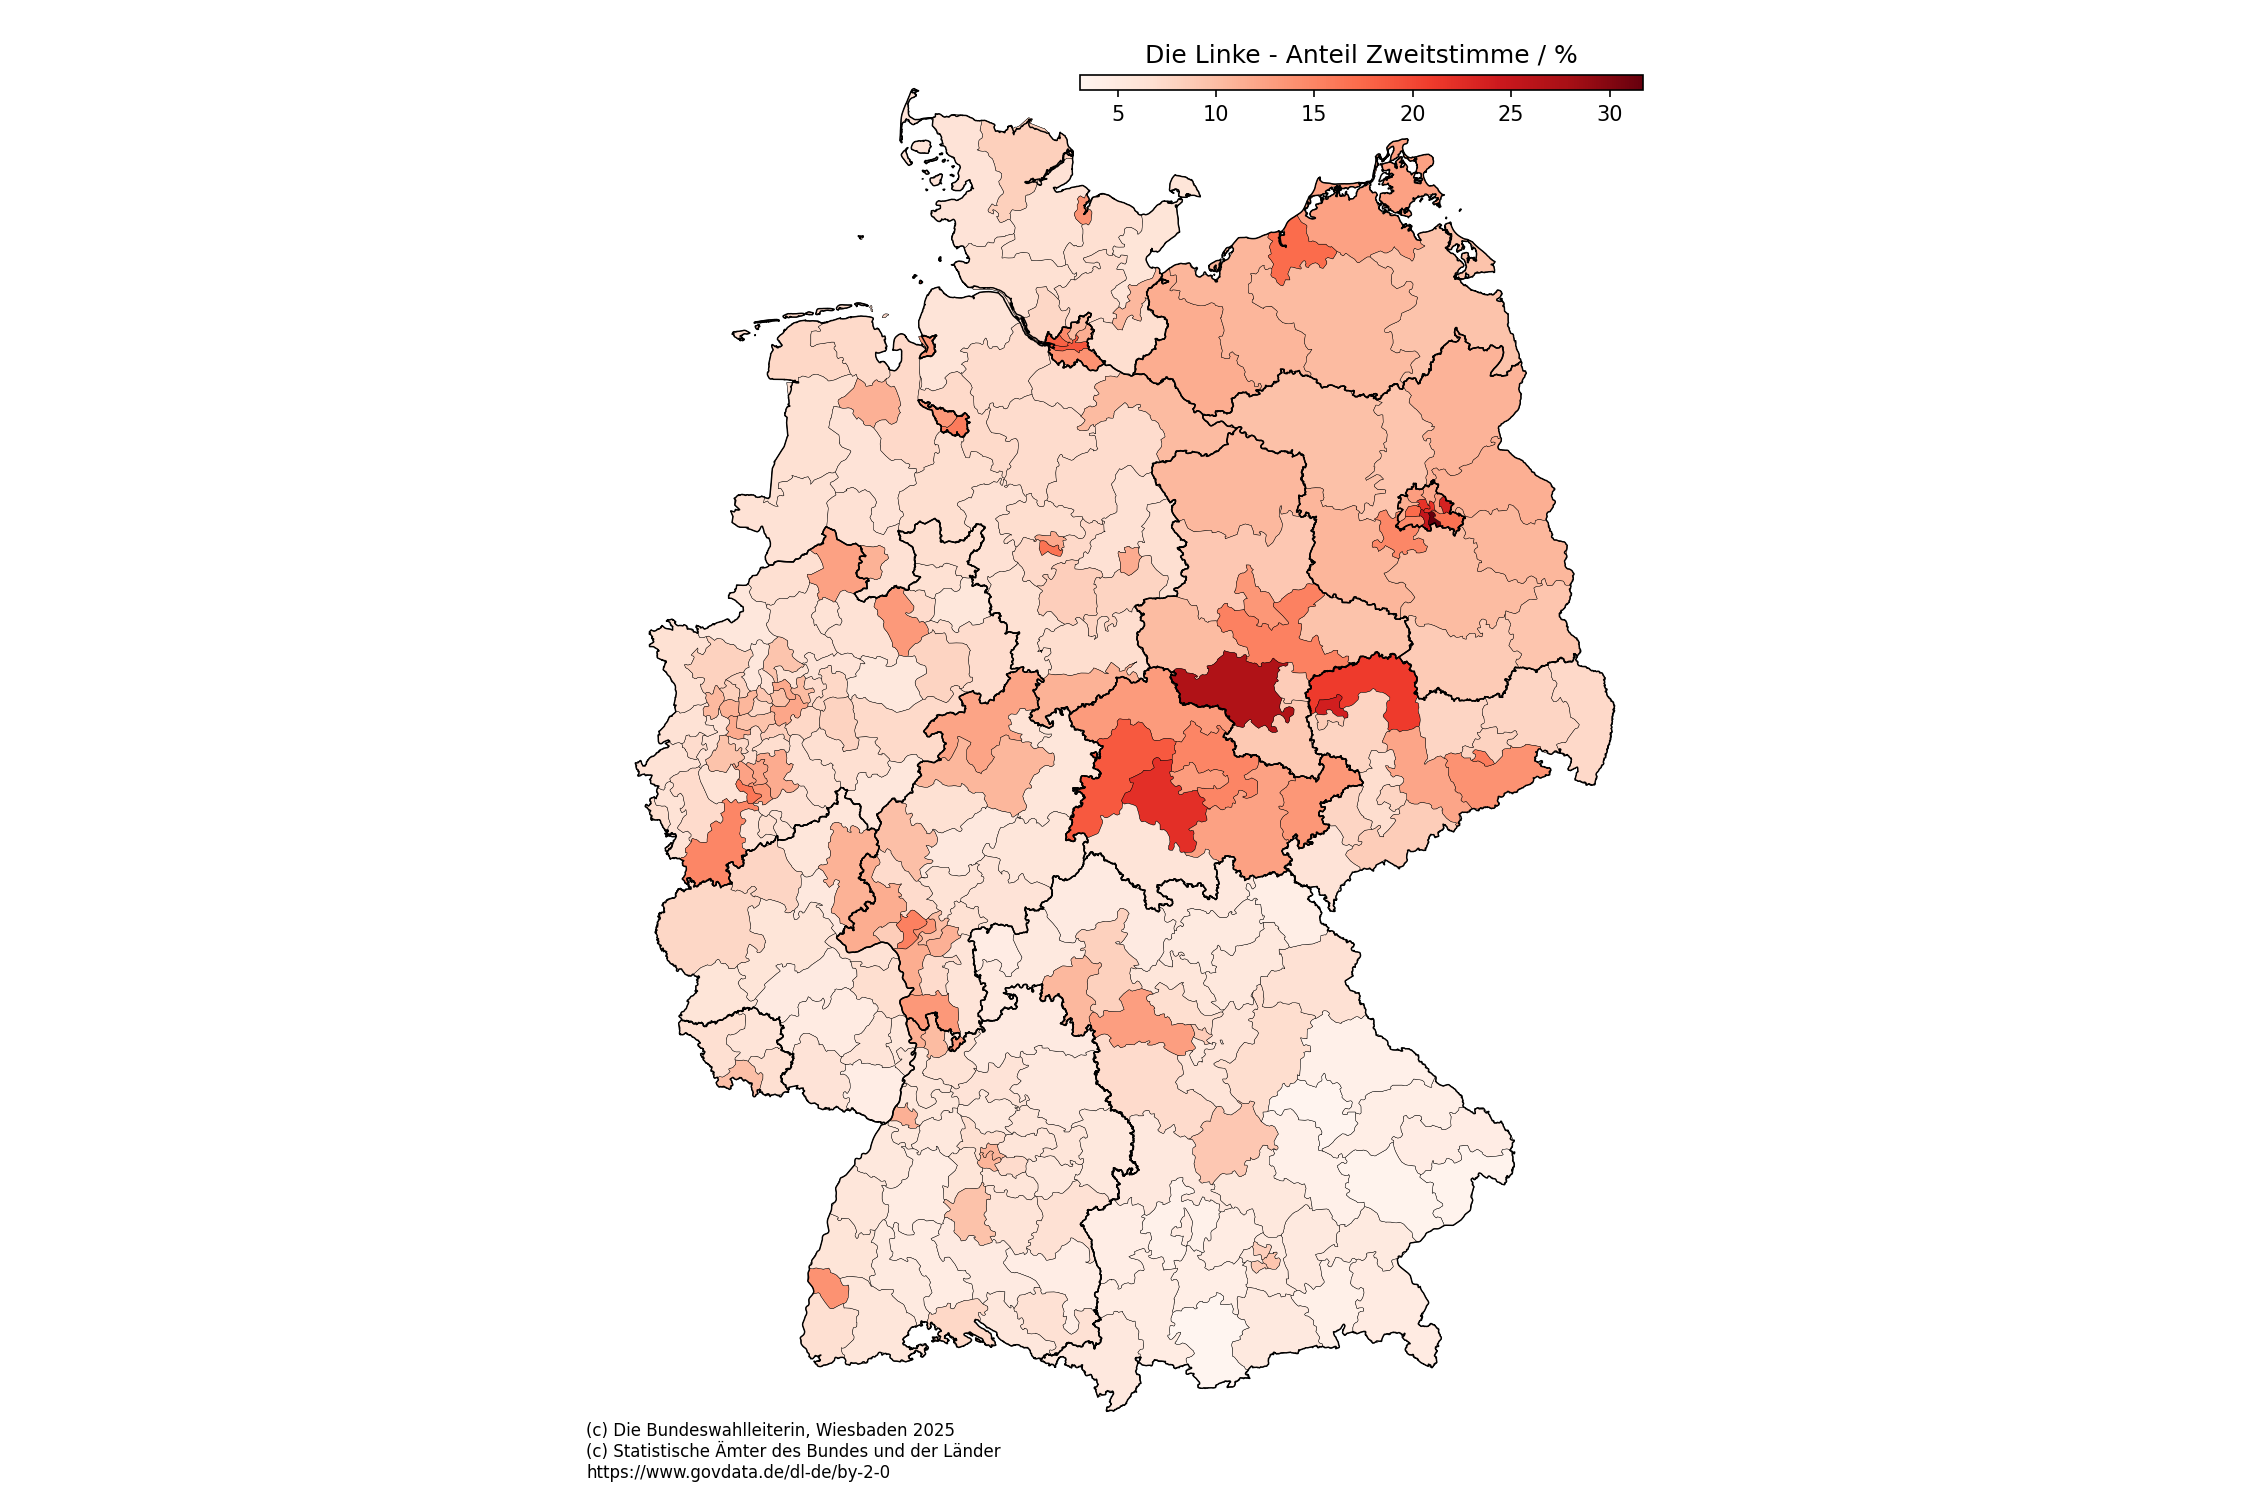 Die Linke - Anteil Zweitstimme / %
5 10 15 20 25 30
(c) Die Bundeswahlleiterin, Wiesbaden 2025
(c) Statistische Ämter des Bundes und der Länder
https://www.govdata.de/dl-de/by-2-0